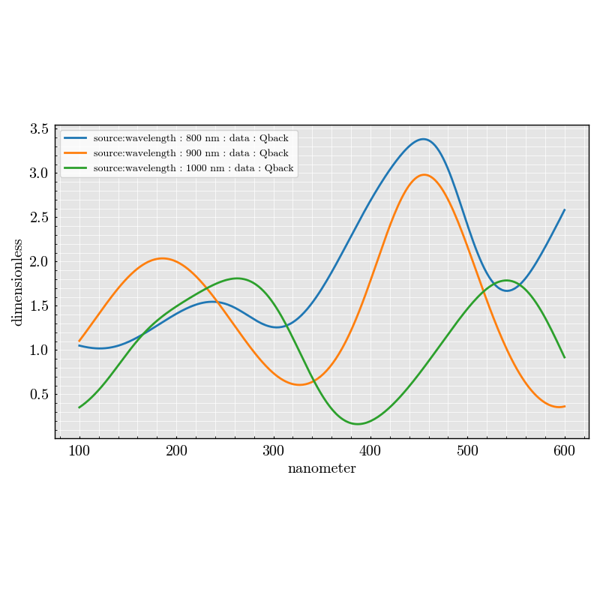 source:wavelength : 800 nm : data : Qback
source:wavelength : 900 nm : data : Qback
source:wavelength : 1000 nm : data : Qback
3.5
3.0
2.5
2.0
1.5
1.0
0.5
dimensionless
100 200 300 400 500 600
nanometer